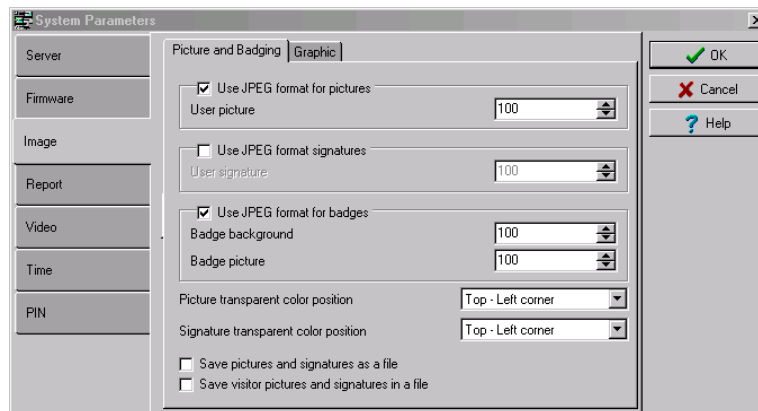 System Parameters
Server
Firmware
Image
Report
Video
Time
PIN
Picture and Badging
Graphic
Use JPEG format for pictures
User picture 100
Use JPEG format signatures
User signature 100
Use JPEG format for badges
Badge background 100
Badge picture 100
Picture transparent color position Top - Left corner
Signature transparent color position Top - Left corner
Save pictures and signatures as a file
Save visitor pictures and signatures in a file
OK
Cancel
Help